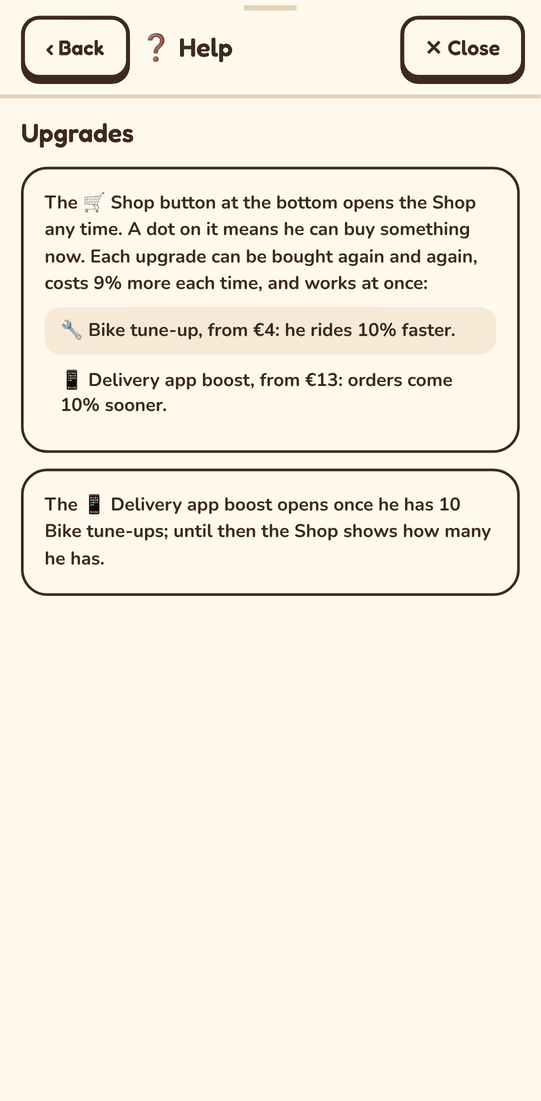 ‹ Back
❓ Help
✕ Close
Upgrades
The 🛒 Shop button at the bottom opens the Shop
any time. A dot on it means he can buy something
now. Each upgrade can be bought again and again,
costs 9% more each time, and works at once:
🔧 Bike tune-up, from €4: he rides 10% faster.
📱 Delivery app boost, from €13: orders come
10% sooner.
The 📱 Delivery app boost opens once he has 10
Bike tune-ups; until then the Shop shows how many
he has.